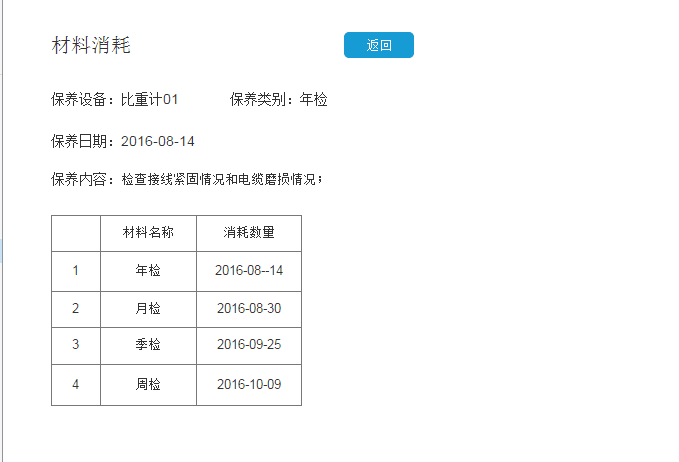 材料消耗 返回
保养设备：比重计01 保养类别：年检
保养日期：2016-08-14
保养内容：检查接线紧固情况和电缆磨损情况；
材料名称 消耗数量
1 年检 2016-08--14
2 月检 2016-08-30
3 季检 2016-09-25
4 周检 2016-10-09